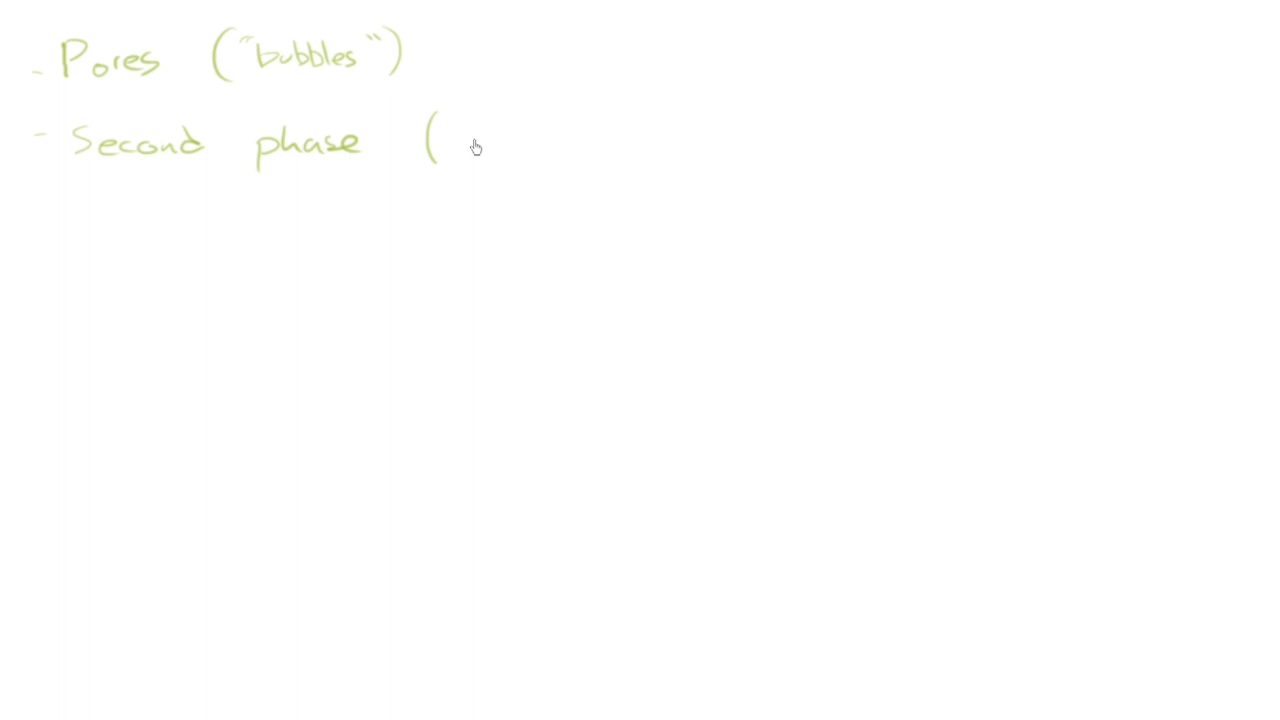 - Pores ("bubbles")
- Second phase (